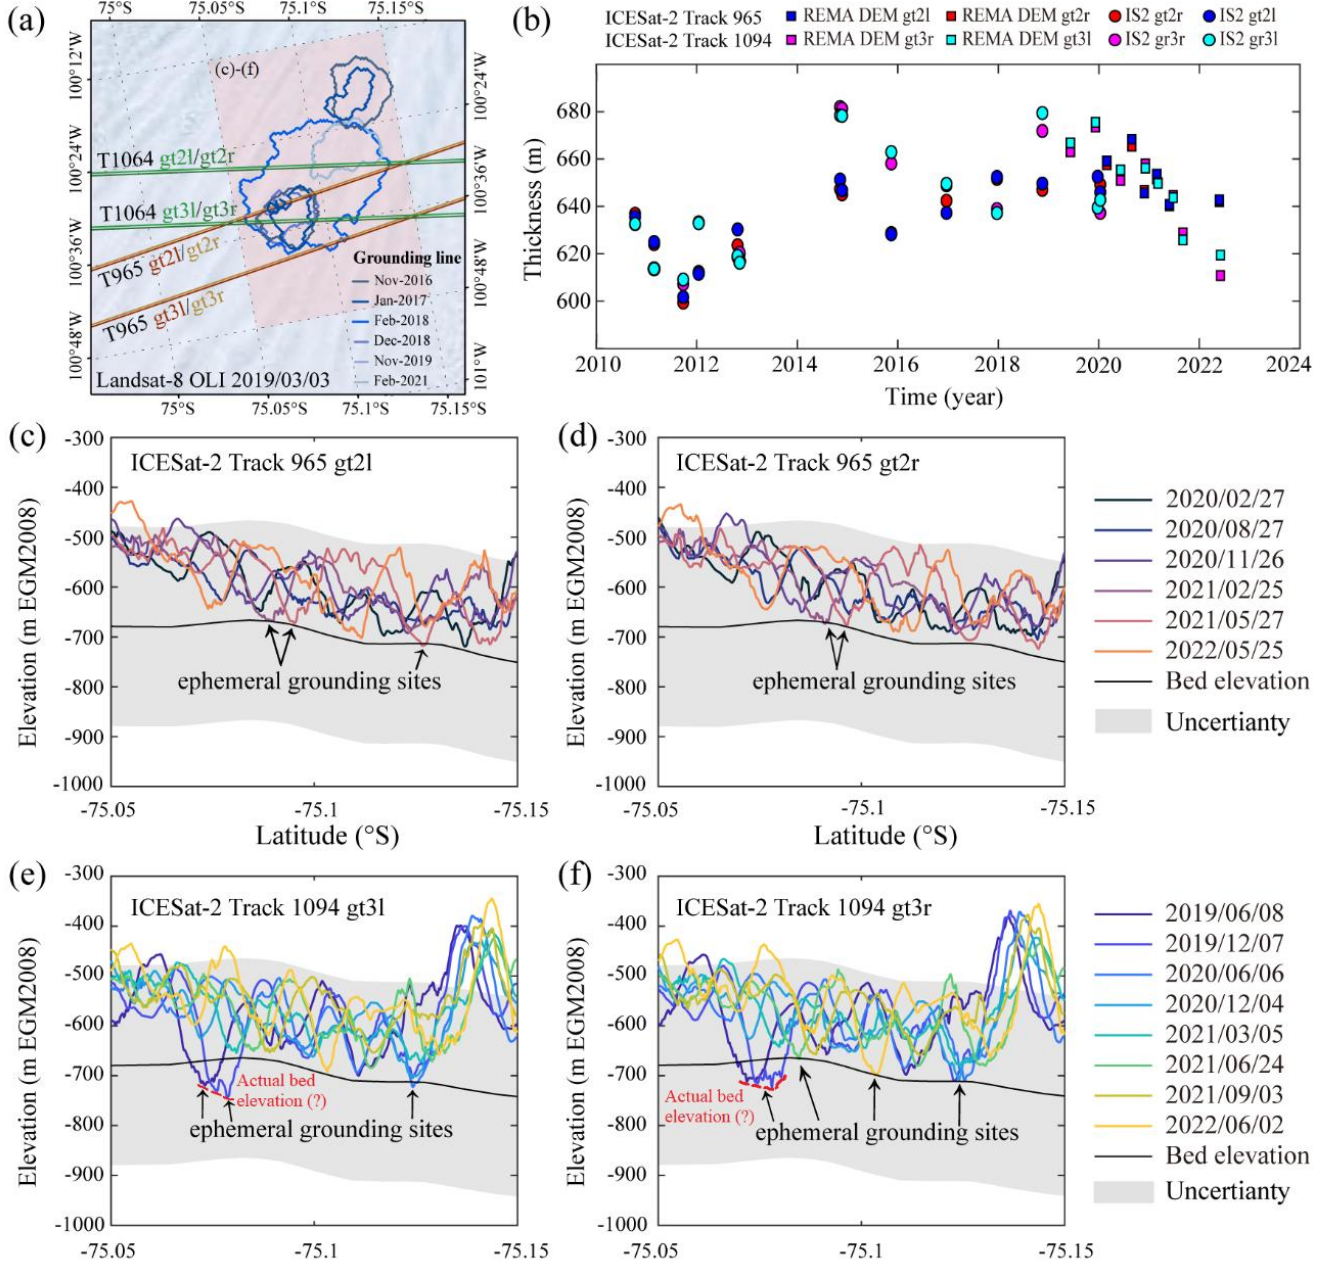 (a)
75°S
75.05°S
75.1°S
75.15°S
100°12'W
100°24'W
100°36'W
100°48'W
100°24'W
100°36'W
100°48'W
101°W
(c)-(f)
T1064 gt2l/gt2r
T1064 gt3l/gt3r
T965 gt2l/gt2r
T965 gt3l/gt3r
Grounding line
Nov-2016
Jan-2017
Feb-2018
Dec-2018
Nov-2019
Feb-2021
Landsat-8 OLI 2019/03/03
75°S
75.05°S
75.1°S
75.15°S
(b)
ICESat-2 Track 965 REMA DEM gt2l REMA DEM gt2r IS2 gt2r IS2 gt2l
ICESat-2 Track 1094 REMA DEM gt3r REMA DEM gt3l IS2 gr3r IS2 gr3l
Thickness (m)
680
660
640
620
600
2010 2012 2014 2016 2018 2020 2022 2024
Time (year)
(c)
ICESat-2 Track 965 gt2l
Elevation (m EGM2008)
-300
-400
-500
-600
-700
-800
-900
-1000
ephemeral grounding sites
-75.05 -75.1 -75.15
Latitude (°S)
(d)
ICESat-2 Track 965 gt2r
Elevation (m EGM2008)
-300
-400
-500
-600
-700
-800
-900
-1000
ephemeral grounding sites
-75.05 -75.1 -75.15
Latitude (°S)
2020/02/27
2020/08/27
2020/11/26
2021/02/25
2021/05/27
2022/05/25
Bed elevation
Uncertianty
(e)
ICESat-2 Track 1094 gt3l
Elevation (m EGM2008)
-300
-400
-500
-600
-700
-800
-900
-1000
Actual bed
elevation (?)
ephemeral grounding sites
-75.05 -75.1 -75.15
(f)
ICESat-2 Track 1094 gt3r
Elevation (m EGM2008)
-300
-400
-500
-600
-700
-800
-900
-1000
Actual bed
elevation (?)
ephemeral grounding sites
-75.05 -75.1 -75.15
2019/06/08
2019/12/07
2020/06/06
2020/12/04
2021/03/05
2021/06/24
2021/09/03
2022/06/02
Bed elevation
Uncertianty